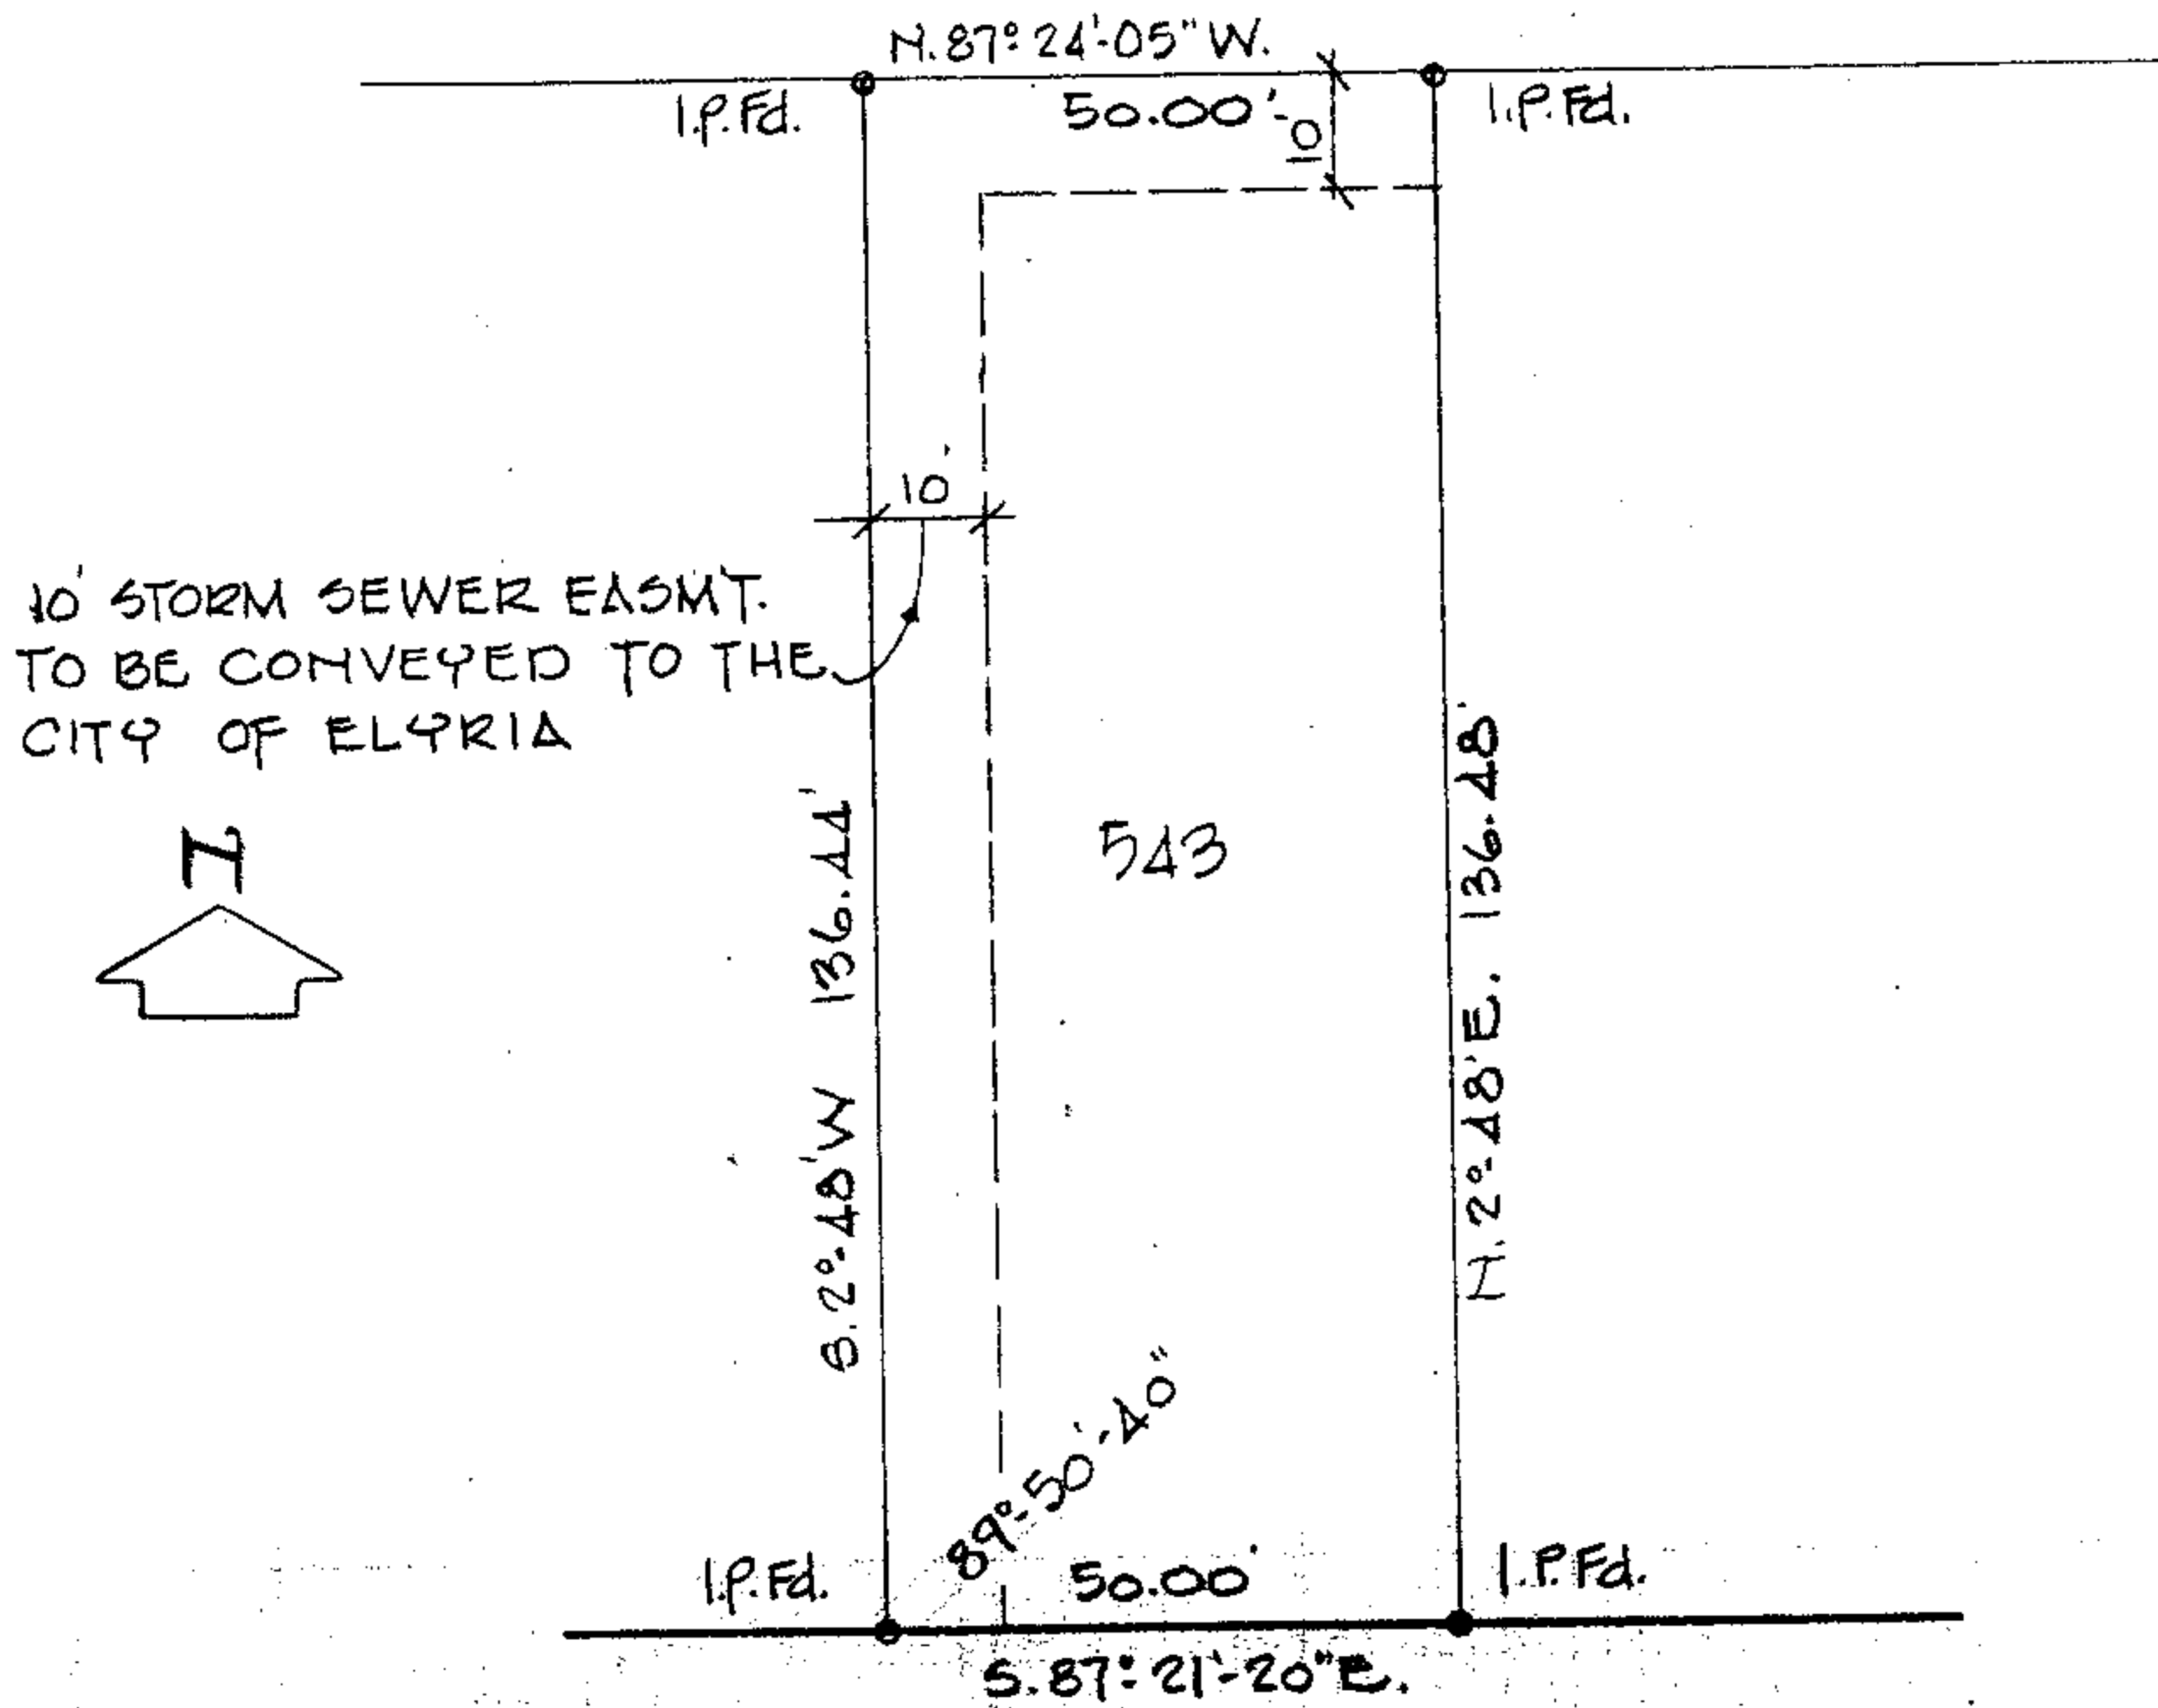 N.87°24'-05"W.
I.P.Fd.
50.00'
10'
I.P.Fd.
10'
10' STORM SEWER EASM'T.
TO BE CONVEYED TO THE
CITY OF ELYRIA
N
543
S.2°-48'W 136.44'
N.2°-48'E. 136.48'
89°-50'-40"
I.P.Fd.
50.00'
I.P.Fd.
S.87°21'-20"E.